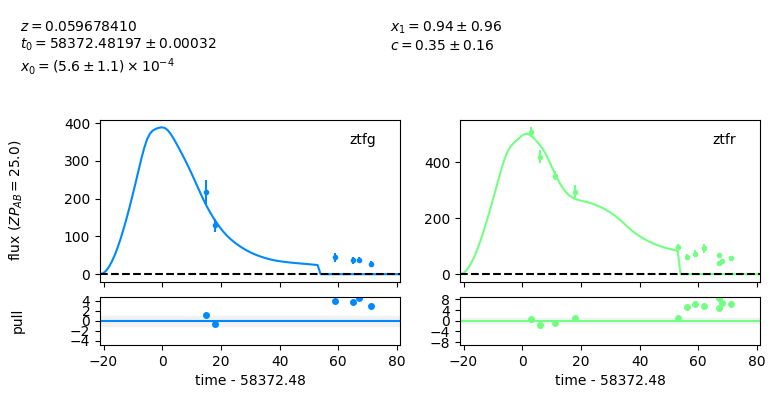 z = 0.059678410
t₀ = 58372.48197 ± 0.00032
x₀ = (5.6 ± 1.1) × 10⁻⁴
x₁ = 0.94 ± 0.96
c = 0.35 ± 0.16
flux (ZP_AB = 25.0)
400
300
200
100
0
ztfg
400
200
0
ztfr
pull
4
2
0
−2
−4
8
4
0
−4
−8
−20 0 20 40 60 80
time - 58372.48
−20 0 20 40 60 80
time - 58372.48